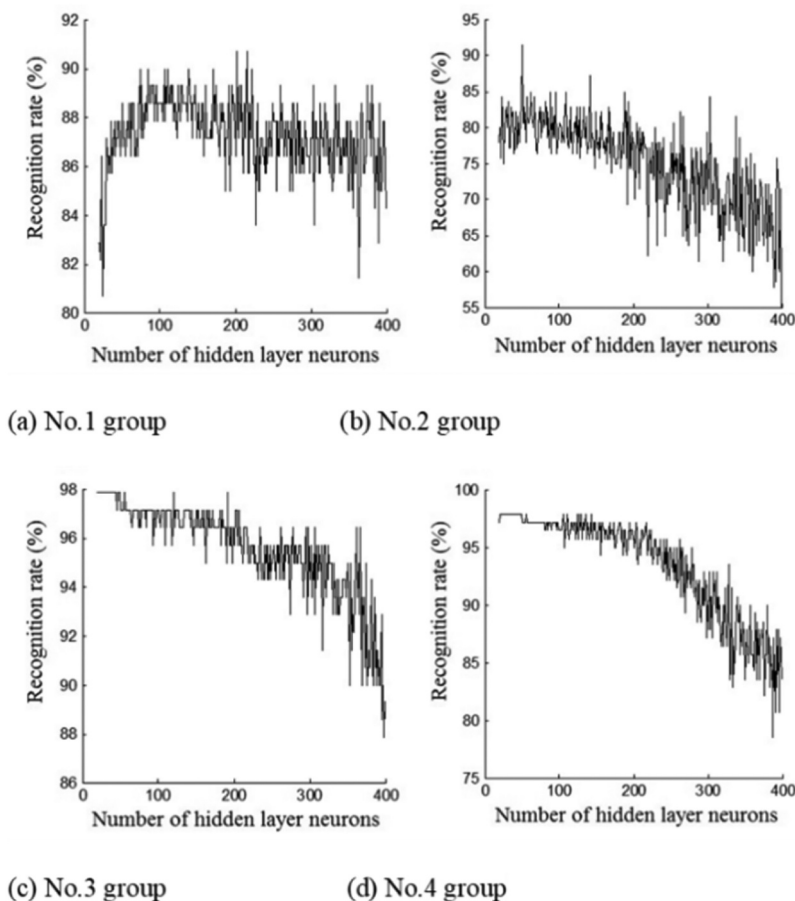 92
90
88
86
84
82
80
Recognition rate (%)
0 100 200 300 400
Number of hidden layer neurons
95
90
85
80
75
70
65
60
55
Recognition rate (%)
0 100 200 300 400
Number of hidden layer neurons
(a) No.1 group (b) No.2 group
98
96
94
92
90
88
86
Recognition rate (%)
0 100 200 300 400
Number of hidden layer neurons
100
95
90
85
80
75
Recognition rate (%)
0 100 200 300 400
Number of hidden layer neurons
(c) No.3 group (d) No.4 group